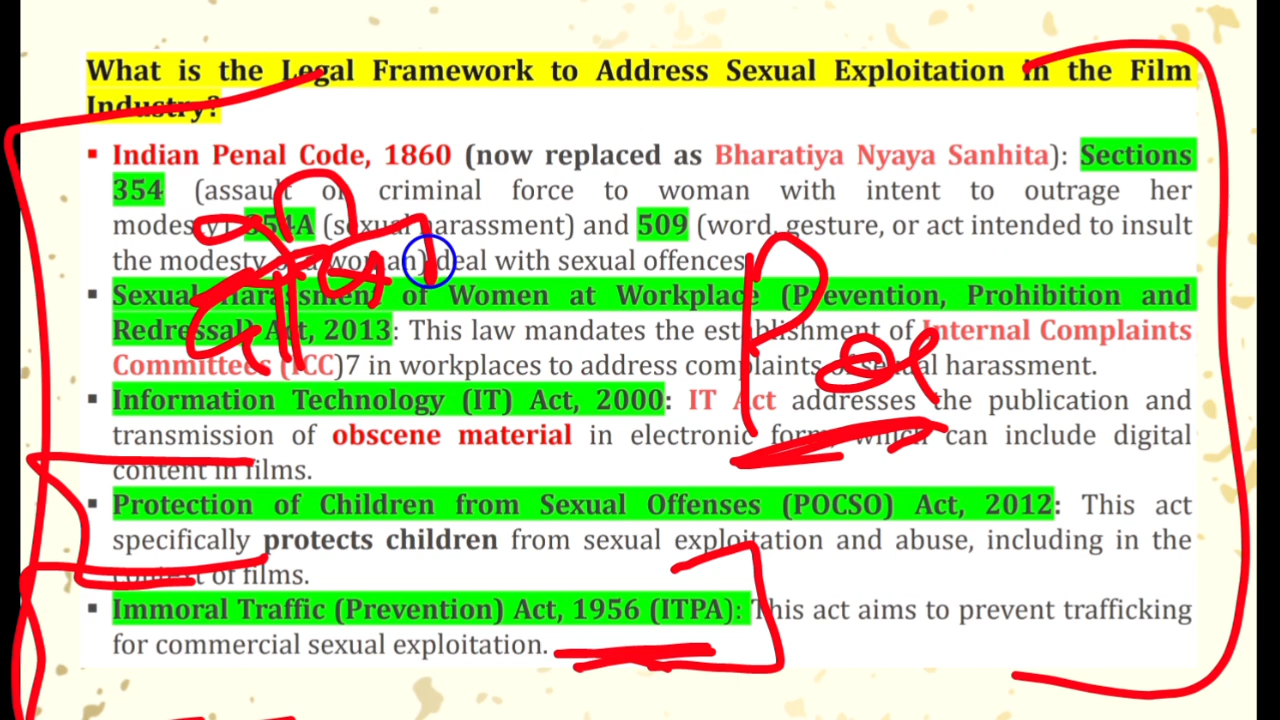 What is the Legal Framework to Address Sexual Exploitation in the Film
Industry?
▪ Indian Penal Code, 1860 (now replaced as Bharatiya Nyaya Sanhita): Sections
354 (assault or criminal force to woman with intent to outrage her
modesty), 354A (sexual harassment) and 509 (word, gesture, or act intended to insult
the modesty of a woman) deal with sexual offences.
▪ Sexual Harassment of Women at Workplace (Prevention, Prohibition and
Redressal) Act, 2013: This law mandates the establishment of Internal Complaints
Committees (ICC)7 in workplaces to address complaints of sexual harassment.
▪ Information Technology (IT) Act, 2000: IT Act addresses the publication and
transmission of obscene material in electronic form, which can include digital
content in films.
▪ Protection of Children from Sexual Offenses (POCSO) Act, 2012: This act
specifically protects children from sexual exploitation and abuse, including in the
context of films.
▪ Immoral Traffic (Prevention) Act, 1956 (ITPA): This act aims to prevent trafficking
for commercial sexual exploitation.